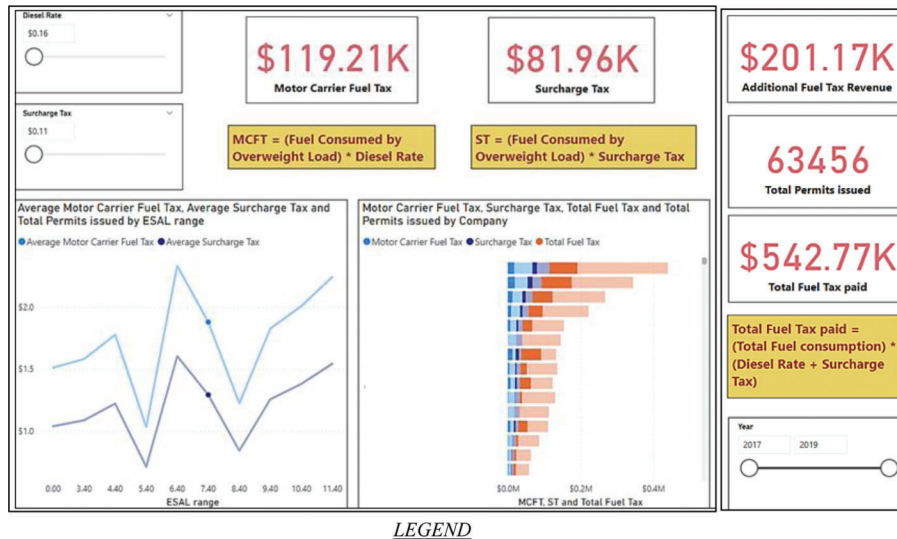 Diesel Rate
$0.16
Surcharge Tax
$0.11
$119.21K
Motor Carrier Fuel Tax
$81.96K
Surcharge Tax
MCFT = (Fuel Consumed by
Overweight Load) * Diesel Rate
ST = (Fuel Consumed by
Overweight Load) * Surcharge Tax
$201.17K
Additional Fuel Tax Revenue
63456
Total Permits issued
$542.77K
Total Fuel Tax paid
Total Fuel Tax paid =
(Total Fuel consumption) *
(Diesel Rate + Surcharge
Tax)
Year
2017 2019
Average Motor Carrier Fuel Tax, Average Surcharge Tax and
Total Permits issued by ESAL range
Average Motor Carrier Fuel Tax Average Surcharge Tax
$2.0
$1.5
$1.0
0.00 3.40 4.40 5.40 6.40 7.40 8.40 9.40 10.40 11.40
ESAL range
Motor Carrier Fuel Tax, Surcharge Tax, Total Fuel Tax and Total
Permits issued by Company
Motor Carrier Fuel Tax Surcharge Tax Total Fuel Tax
$0.0M $0.2M $0.4M
MCFT, ST and Total Fuel Tax
LEGEND